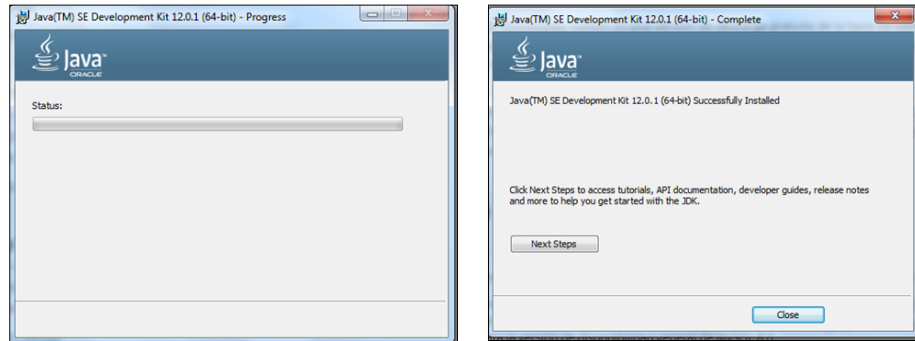 Java(TM) SE Development Kit 12.0.1 (64-bit) - Progress
Java™
ORACLE
Status:
Java(TM) SE Development Kit 12.0.1 (64-bit) - Complete
Java™
ORACLE
Java(TM) SE Development Kit 12.0.1 (64-bit) Successfully Installed
Click Next Steps to access tutorials, API documentation, developer guides, release notes
and more to help you get started with the JDK.
Next Steps
Close